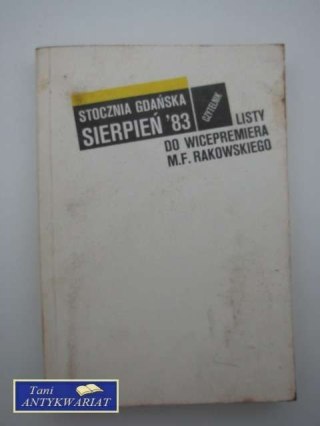 STOCZNIA GDAŃSKA
SIERPIEŃ '83
CZYTELNIK
LISTY
DO WICEPREMIERA
M.F. RAKOWSKIEGO
Tani
ANTYKWARIAT